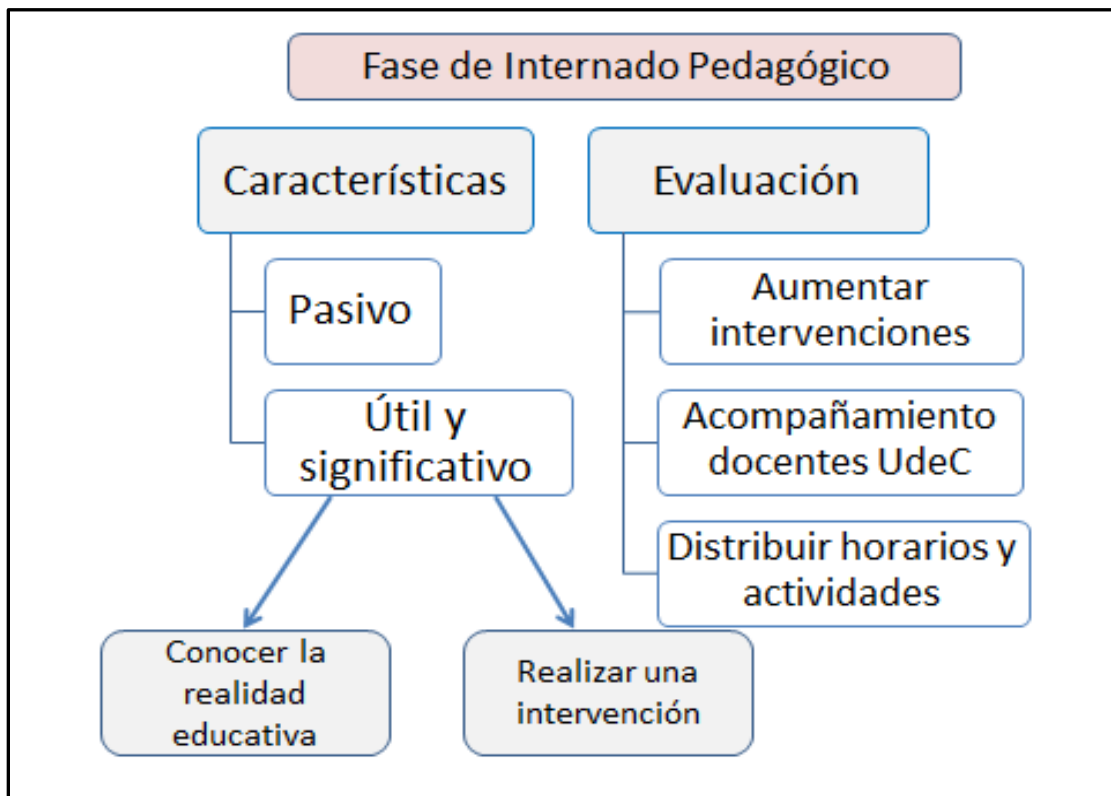 Fase de Internado Pedagógico
Características
Pasivo
Útil y
significativo
Conocer la
realidad
educativa
Realizar una
intervención
Evaluación
Aumentar
intervenciones
Acompañamiento
docentes UdeC
Distribuir horarios y
actividades